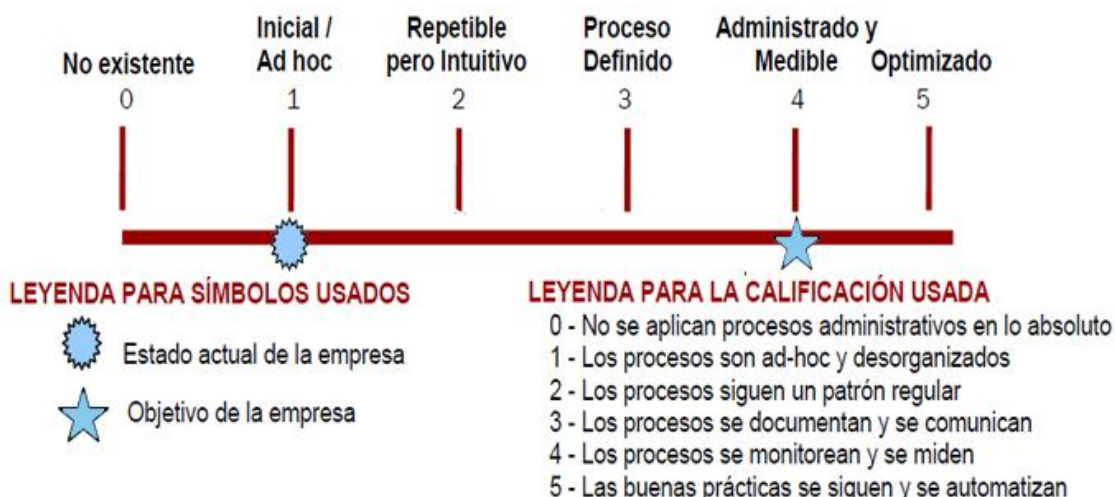 No existente
Inicial /
Ad hoc
Repetible
pero Intuitivo
Proceso
Definido
Administrado y
Medible
Optimizado
0
1
2
3
4
5
LEYENDA PARA SÍMBOLOS USADOS
Estado actual de la empresa
Objetivo de la empresa
LEYENDA PARA LA CALIFICACIÓN USADA
0 - No se aplican procesos administrativos en lo absoluto
1 - Los procesos son ad-hoc y desorganizados
2 - Los procesos siguen un patrón regular
3 - Los procesos se documentan y se comunican
4 - Los procesos se monitorean y se miden
5 - Las buenas prácticas se siguen y se automatizan